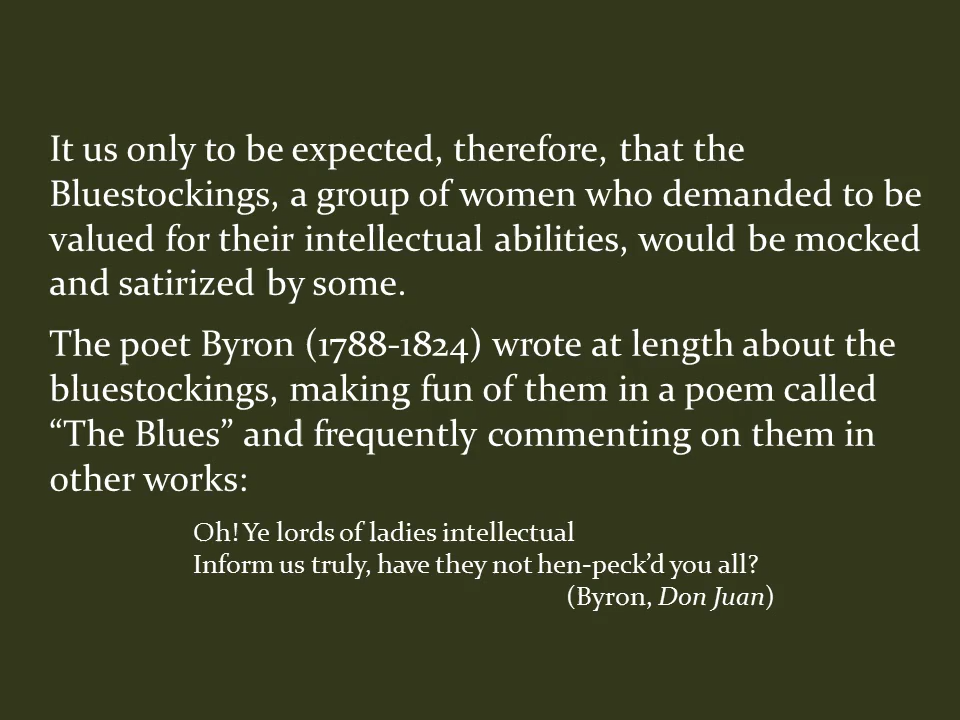 It us only to be expected, therefore, that the
Bluestockings, a group of women who demanded to be
valued for their intellectual abilities, would be mocked
and satirized by some.
The poet Byron (1788-1824) wrote at length about the
bluestockings, making fun of them in a poem called
“The Blues” and frequently commenting on them in
other works:
Oh! Ye lords of ladies intellectual
Inform us truly, have they not hen-peck’d you all?
(Byron, Don Juan)